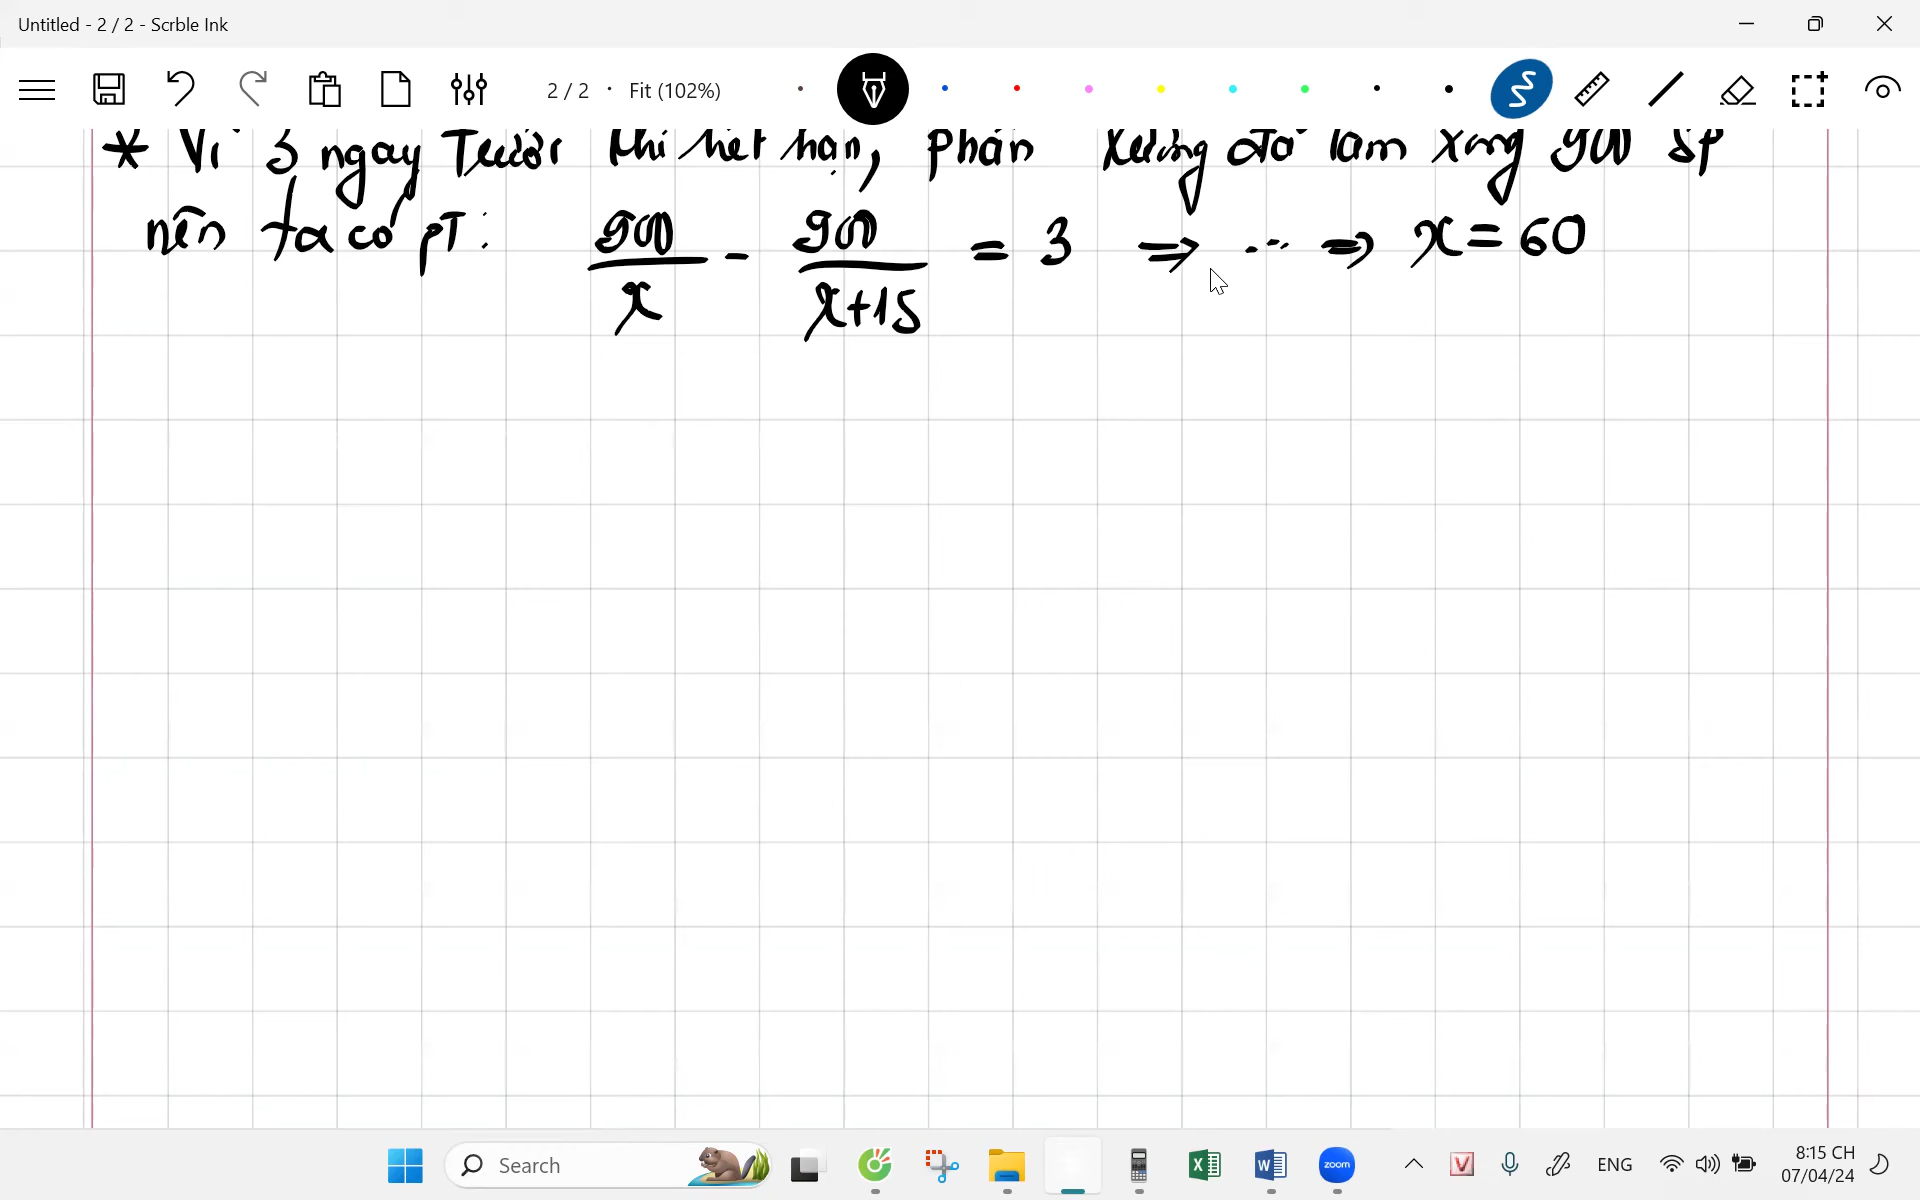 Untitled - 2 / 2 - Scrble Ink
2 / 2 · Fit (102%)
* Vì 3 ngày Trước khi hết hạn, phân xưởng đã làm xong 900 sp
nên ta có pT: 900/x - 900/x+15 = 3 => ... => x = 60
Search
zoom
ENG
8:15 CH
07/04/24